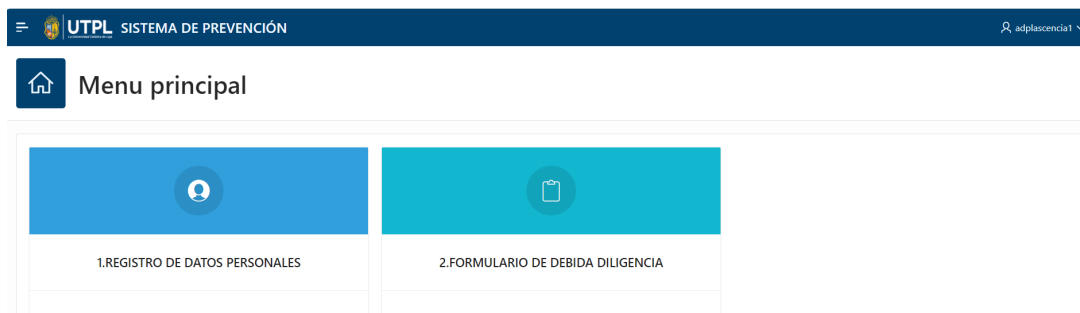 UTPL SISTEMA DE PREVENCIÓN
adplascencia1
Menu principal
1.REGISTRO DE DATOS PERSONALES
2.FORMULARIO DE DEBIDA DILIGENCIA